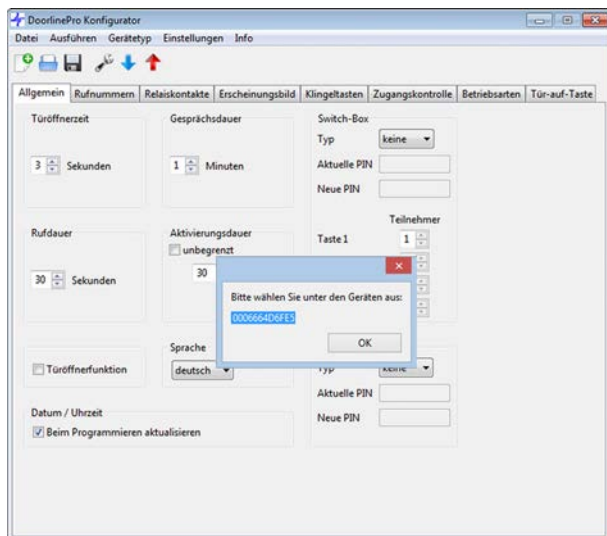 DoorlinePro Konfigurator
Datei Ausführen Gerätetyp Einstellungen Info
Allgemein Rufnummern Relaiskontakte Erscheinungsbild Klingeltasten Zugangskontrolle Betriebsarten Tür-auf-Taste
Türöffnerzeit Gesprächsdauer Switch-Box
Typ keine
3 Sekunden 1 Minuten Aktuelle PIN
Neue PIN
Teilnehmer
Rufdauer Aktivierungsdauer Taste 1 1
unbegrenzt
30 Sekunden 30
Bitte wählen Sie unter den Geräten aus:
0006664D6FE5
OK
Sprache
Türöffnerfunktion deutsch Typ keine
Aktuelle PIN
Datum / Uhrzeit Neue PIN
Beim Programmieren aktualisieren